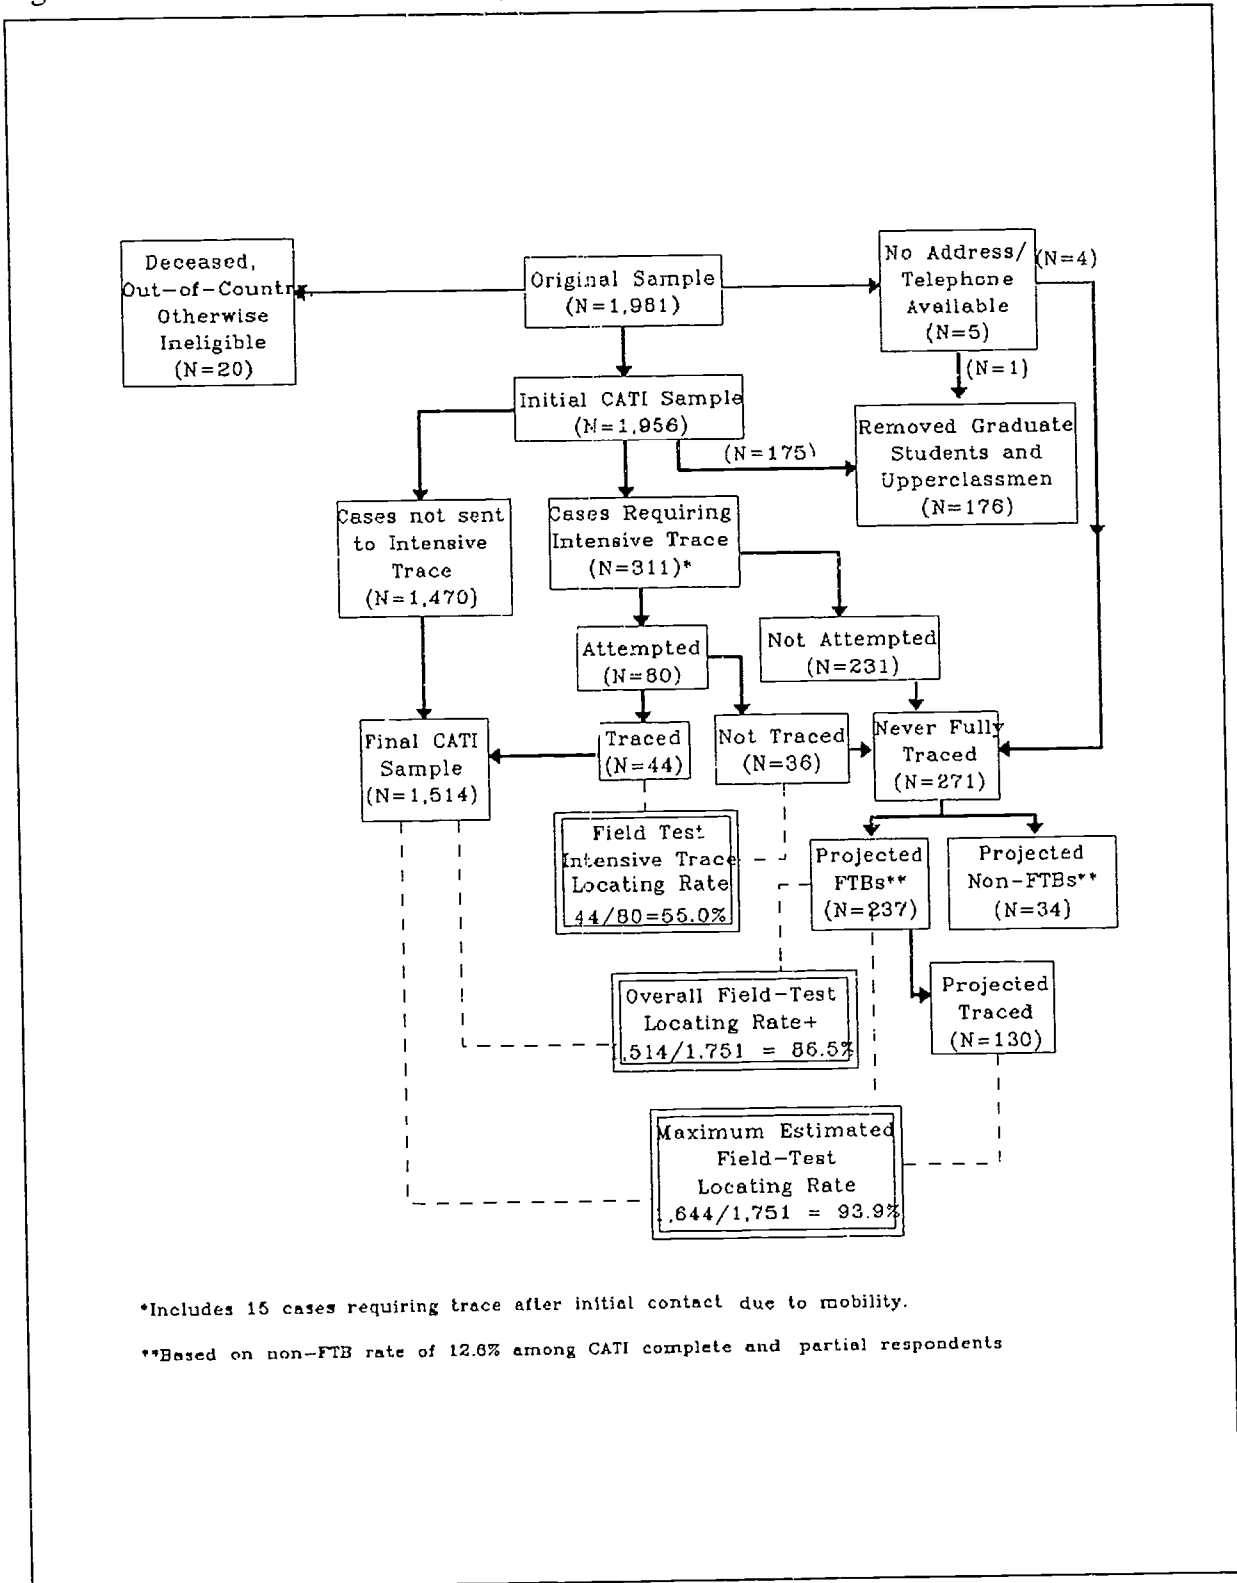 Deceased,
Out-of-Country,
Otherwise
Ineligible
(N=20)
Original Sample
(N=1,981)
No Address/
Telephone
Available
(N=5)
(N=4)
(N=1)
Initial CATI Sample
(N=1,956)
(N=175)
Removed Graduate
Students and
Upperclassmen
(N=176)
Cases not sent
to Intensive
Trace
(N=1,470)
Cases Requiring
Intensive Trace
(N=311)*
Attempted
(N=80)
Not Attempted
(N=231)
Final CATI
Sample
(N=1,514)
Traced
(N=44)
Not Traced
(N=36)
Never Fully
Traced
(N=271)
Field Test
Intensive Trace
Locating Rate
44/80=55.0%
Projected
FTBs**
(N=237)
Projected
Non-FTBs**
(N=34)
Overall Field-Test
Locating Rate+
,514/1,751 = 86.5%
Projected
Traced
(N=130)
Maximum Estimated
Field-Test
Locating Rate
,644/1,751 = 93.9%
*Includes 15 cases requiring trace after initial contact due to mobility.
**Based on non-FTB rate of 12.6% among CATI complete and partial respondents